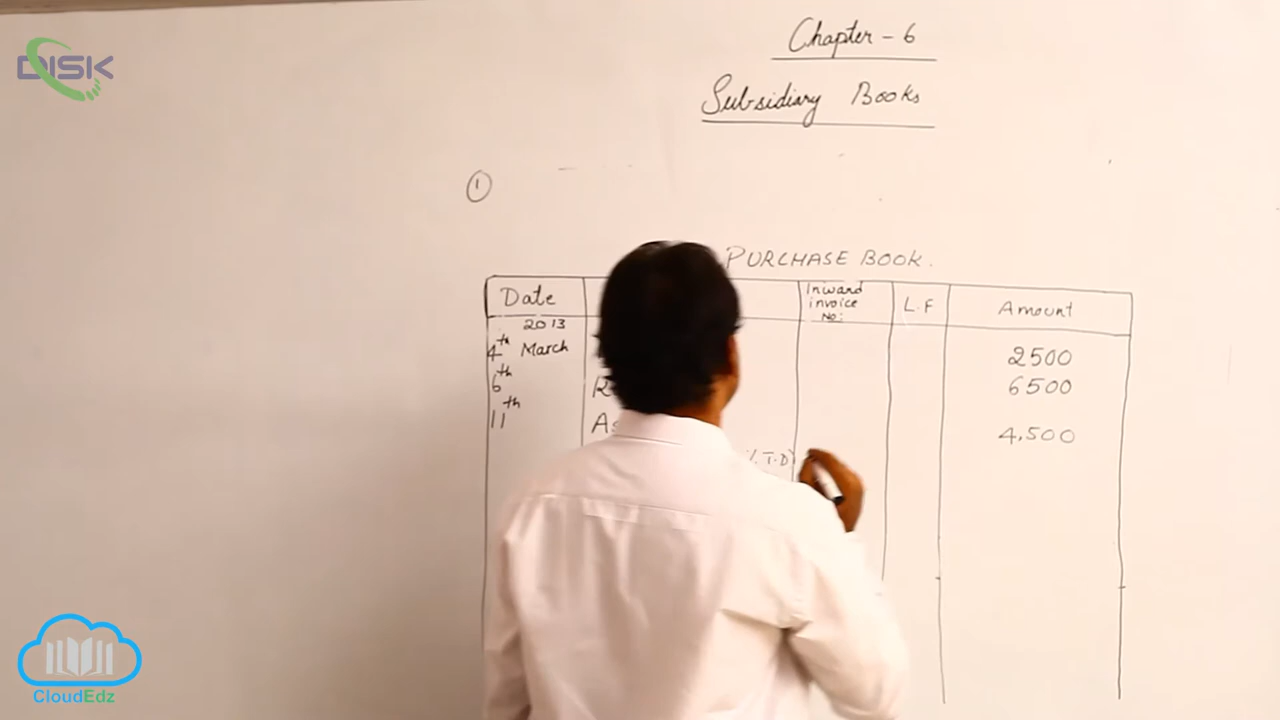 DISK
Chapter - 6
Subsidiary Books
1
PURCHASE BOOK.
Date Inward invoice No: L.F Amount
2013
4th March 2500
6th 6500
11th 4,500
T.D)
CloudEdz